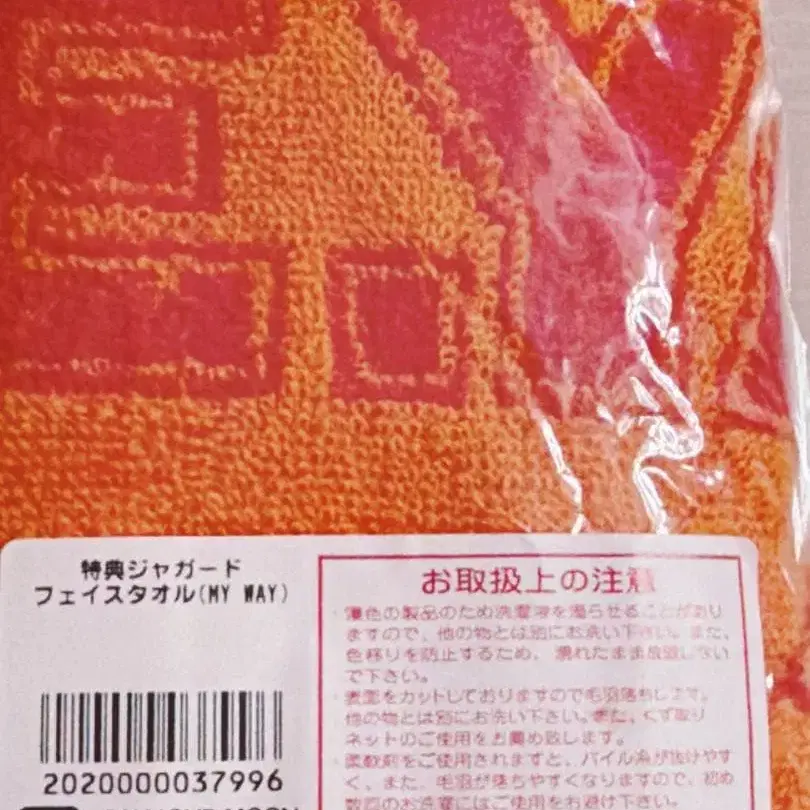 特典ジャガード
フェイスタオル(MY WAY)
2020000037996
お取扱上の注意
濃色の製品のため洗濯液を濁らせることがあり
ますので、他の物とは別にお洗い下さい。また、
色移りを防止するため、濡れたまま放置しない
で下さい。
表面をカットしておりますので毛羽落ちします。
他の物とは別にお洗い下さい。また、くず取り
ネットのご使用をお薦め致します。
柔軟剤をご使用されますと、パイル糸が抜けやす
く、また、毛羽が落ちやすくなりますので、初め
数回のお洗濯にはご使用をお避け下さい。